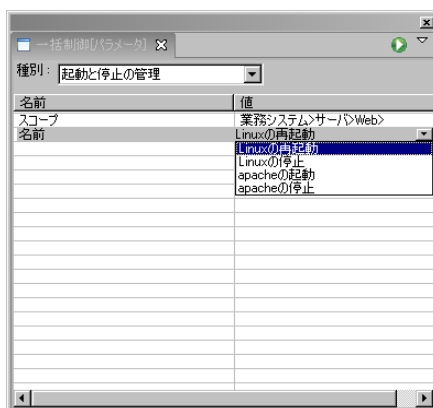 一括制御[パラメータ]
種別: 起動と停止の管理
名前 値
スコープ 業務システム>サーバ>Web>
名前 Linuxの再起動
Linuxの再起動
Linuxの停止
apacheの起動
apacheの停止